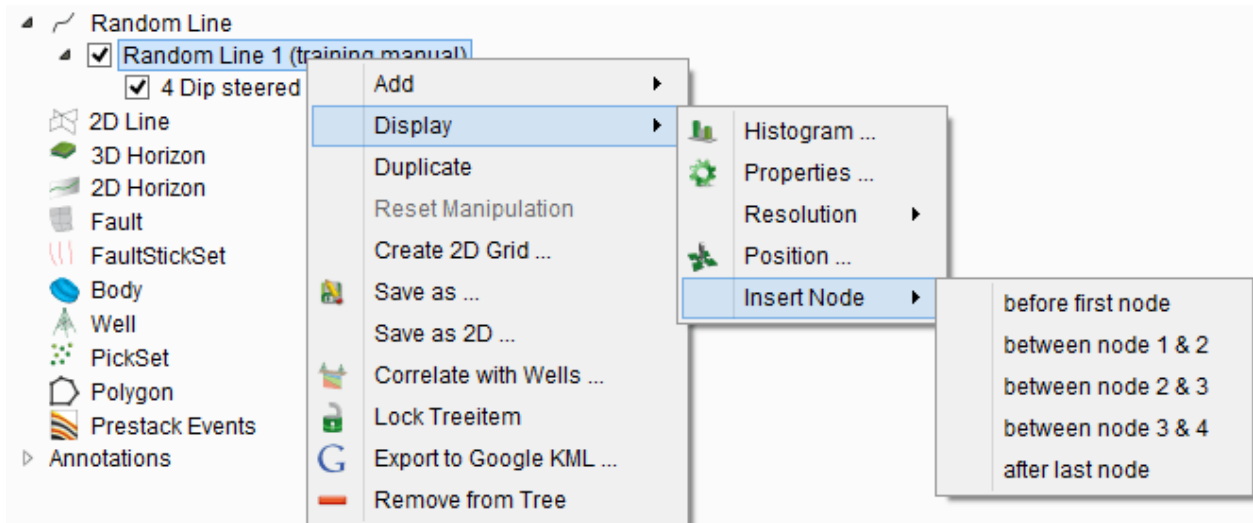 Random Line
Random Line 1 (training manual)
4 Dip steered
2D Line
3D Horizon
2D Horizon
Fault
FaultStickSet
Body
Well
PickSet
Polygon
Prestack Events
Annotations
Add
Display
Duplicate
Reset Manipulation
Create 2D Grid ...
Save as ...
Save as 2D ...
Correlate with Wells ...
Lock Treeitem
Export to Google KML ...
Remove from Tree
Histogram ...
Properties ...
Resolution
Position ...
Insert Node
before first node
between node 1 & 2
between node 2 & 3
between node 3 & 4
after last node